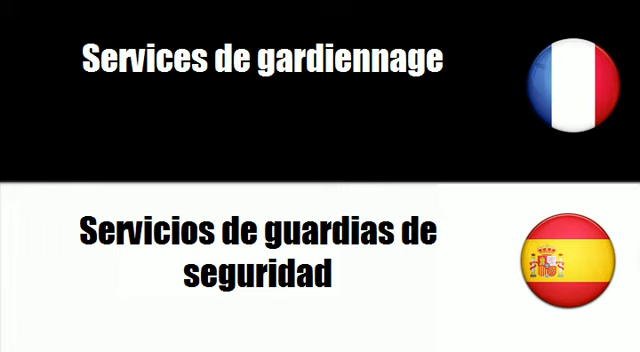 Services de gardiennage
Servicios de guardias de
seguridad